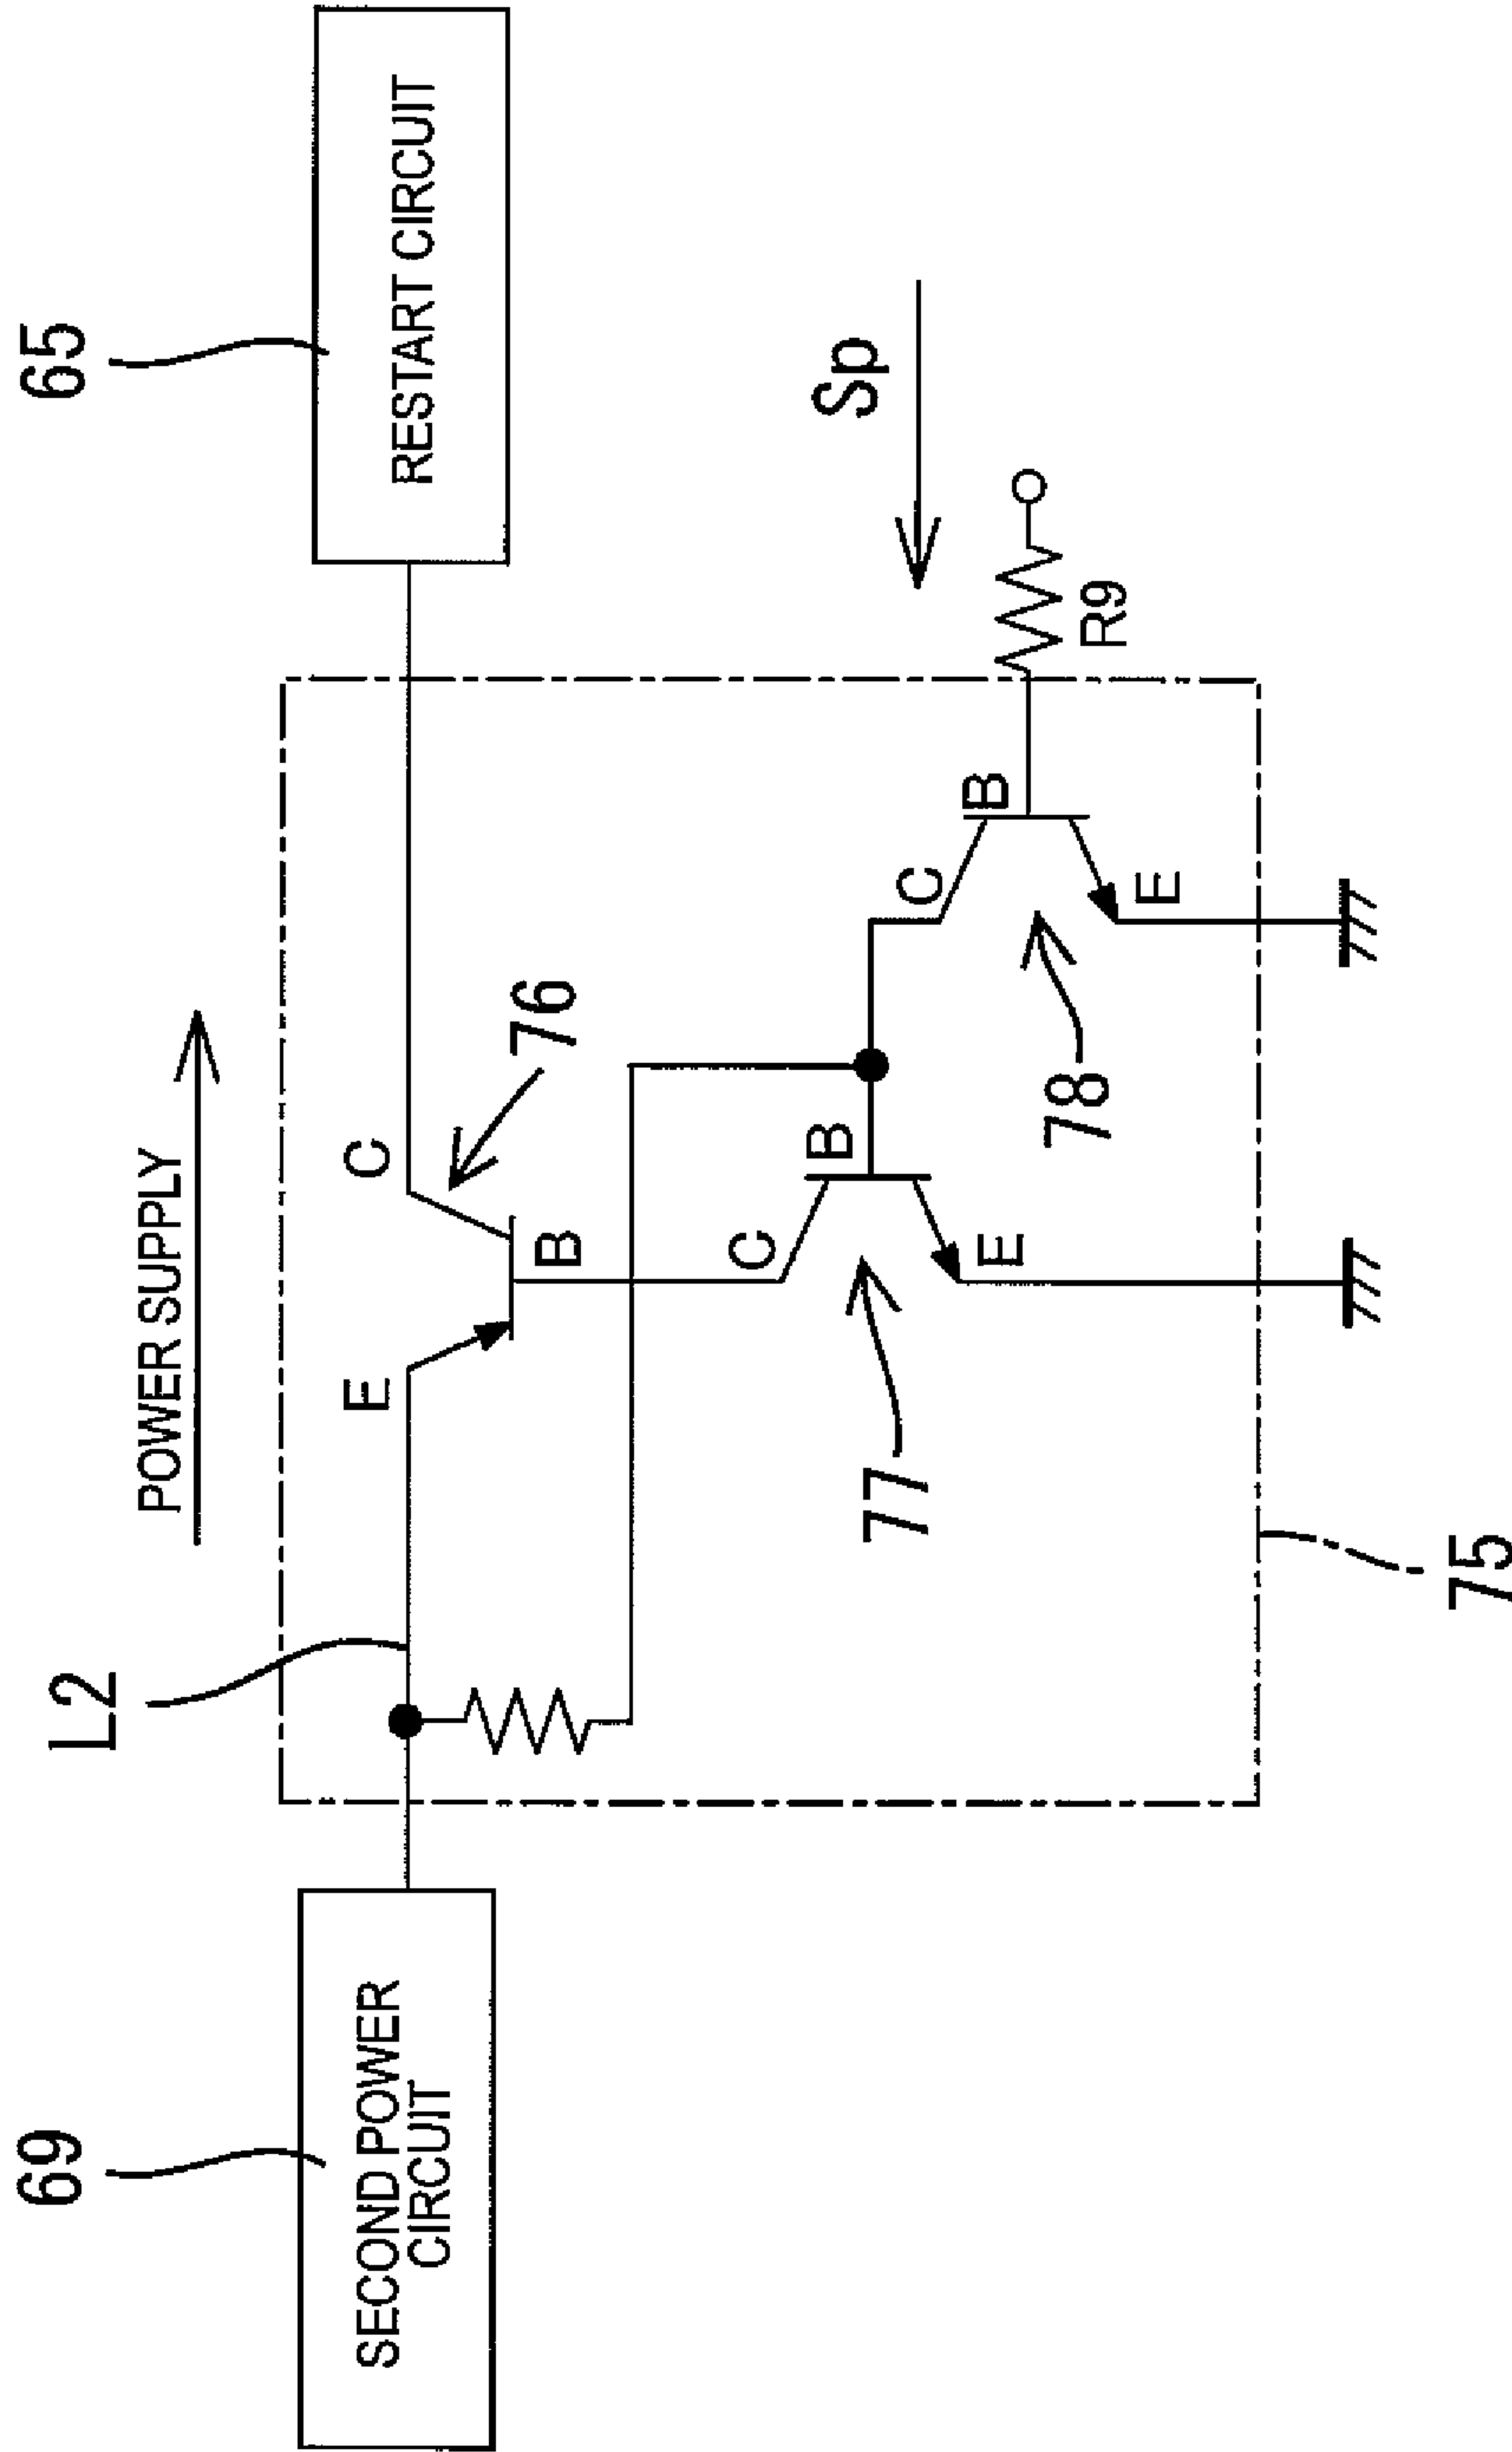 69
SECOND POWER
CIRCUIT
L2
POWER SUPPLY
65
RESTART CIRCUIT
E
C
76
B
C
B
77
E
C
B
78
E
Sp
R9
75